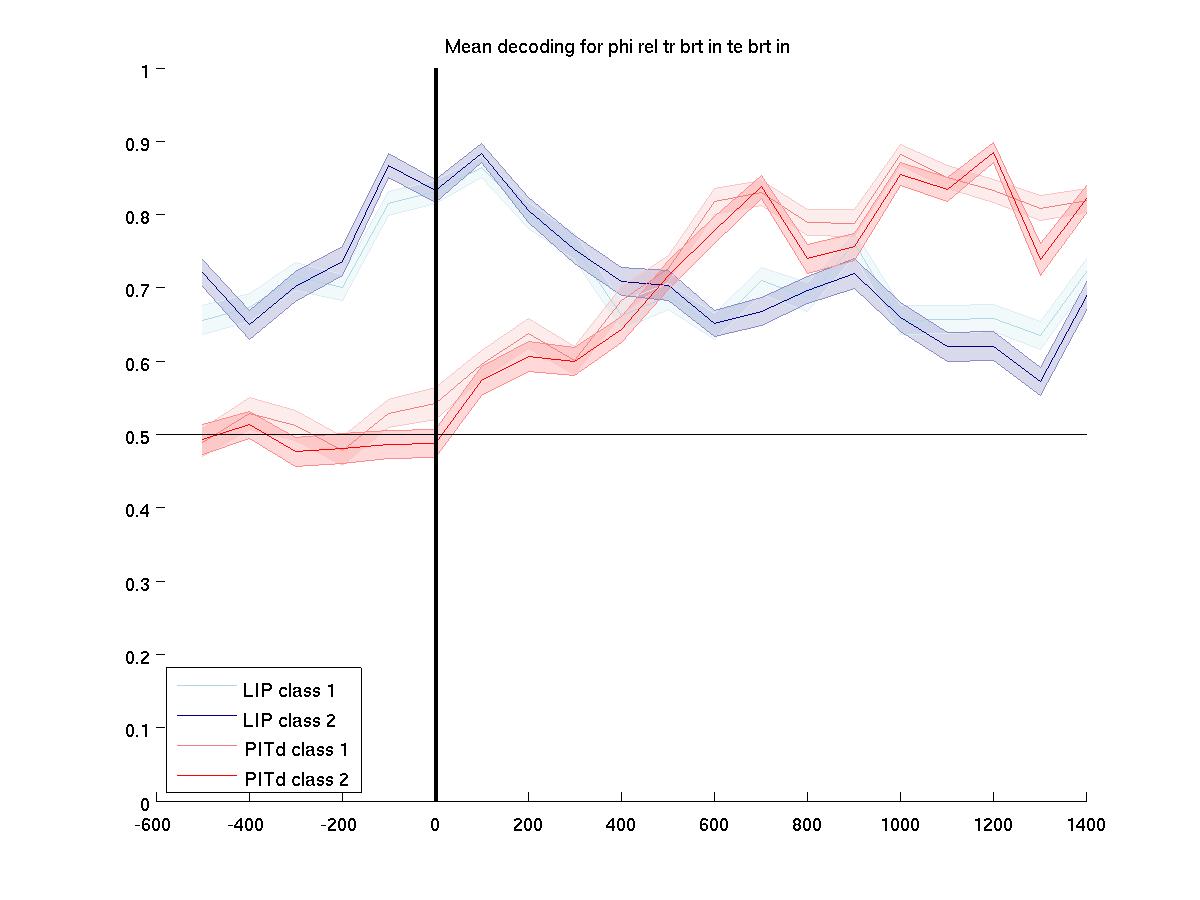 Mean decoding for phi rel tr brt in te brt in
1
0.9
0.8
0.7
0.6
0.5
0.4
0.3
0.2
0.1
0
LIP class 1
LIP class 2
PITd class 1
PITd class 2
-600 -400 -200 0 200 400 600 800 1000 1200 1400